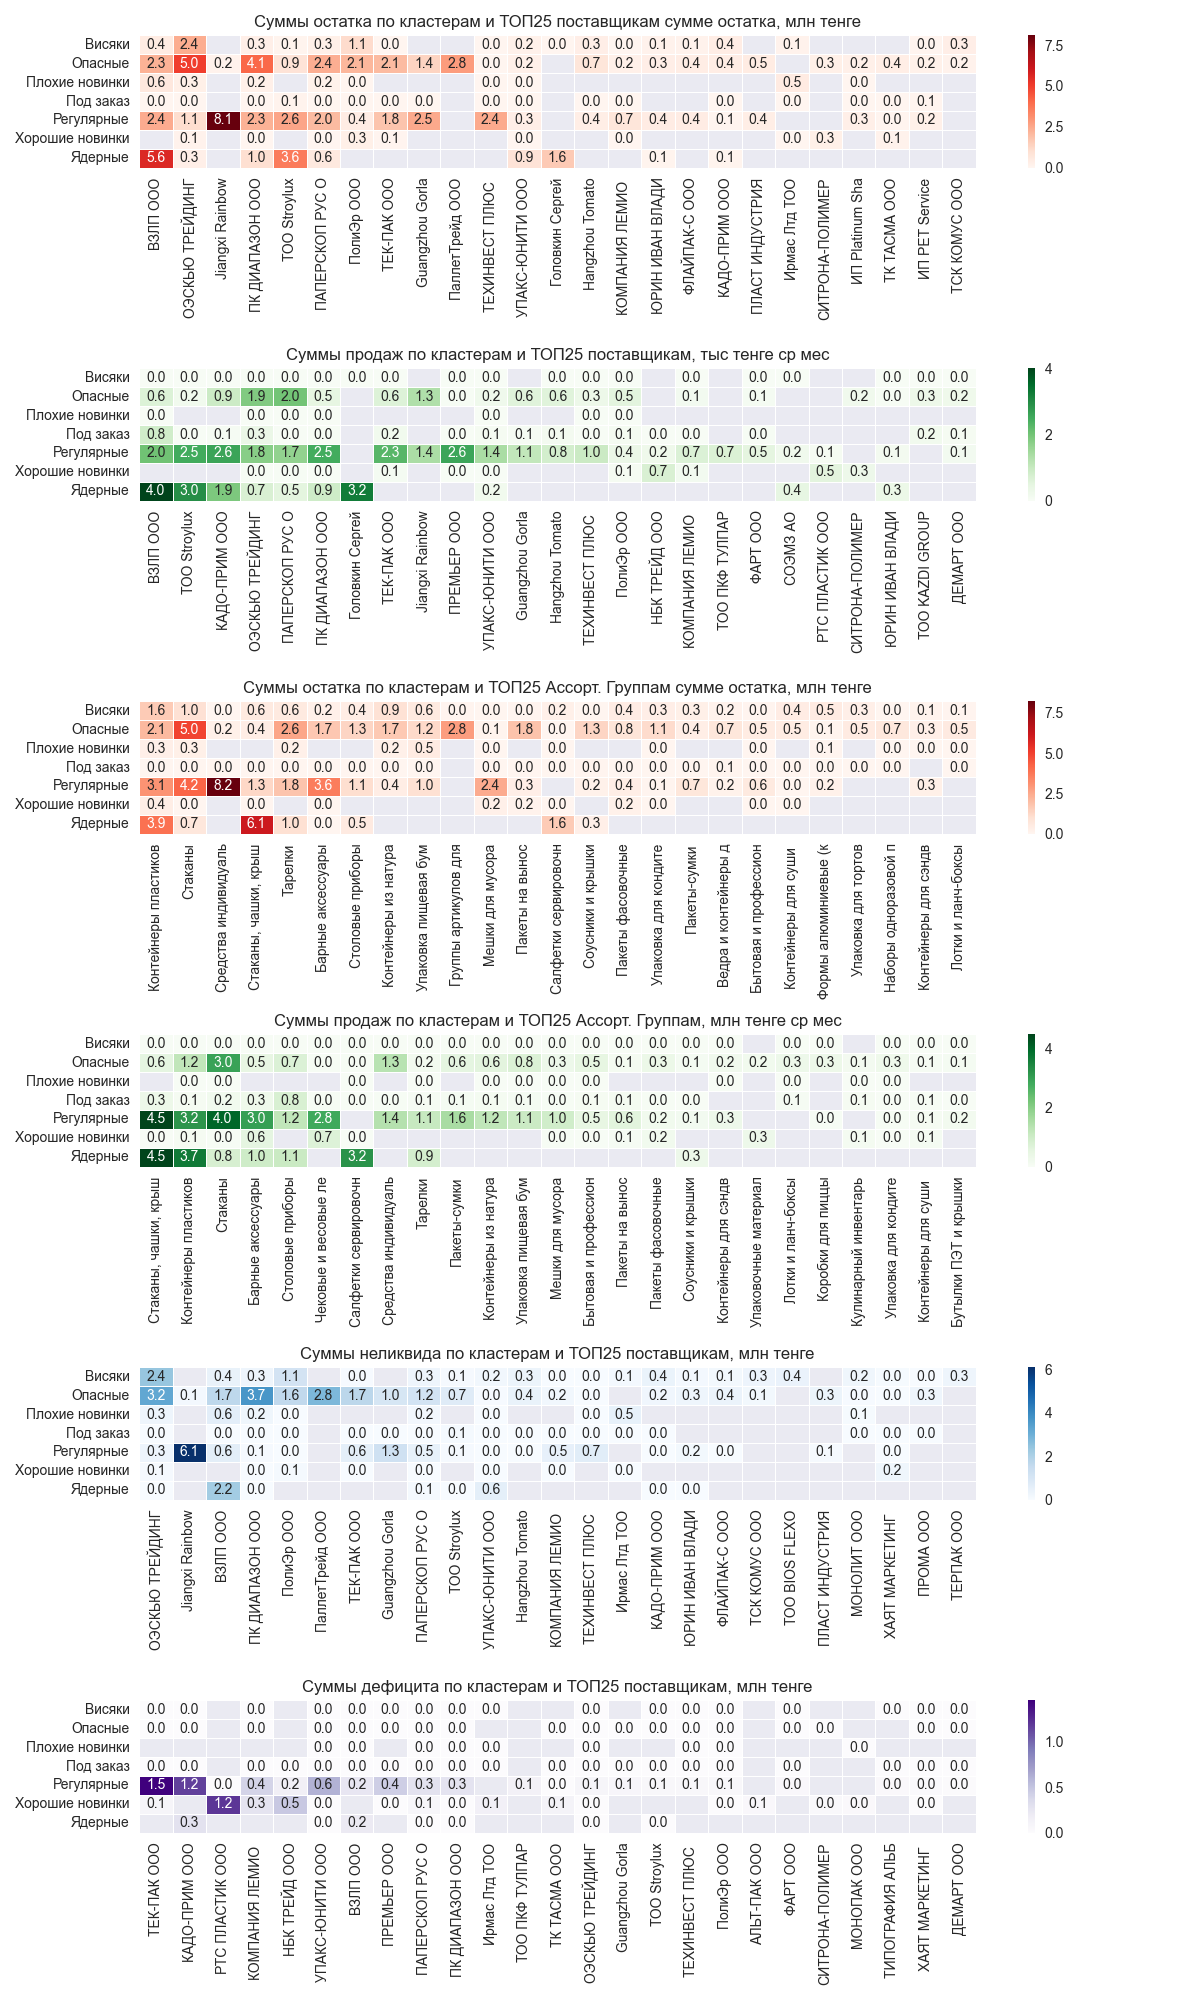 Суммы остатка по кластерам и ТОП25 поставщикам сумме остатка, млн тенге
Висяки 0.4 2.4 0.3 0.1 0.3 1.1 0.0 0.0 0.2 0.0 0.3 0.0 0.1 0.1 0.4 0.1 0.0 0.3
Опасные 2.3 5.0 0.2 4.1 0.9 2.4 2.1 2.1 1.4 2.8 0.0 0.2 0.7 0.2 0.3 0.4 0.4 0.5 0.3 0.2 0.4 0.2 0.2
Плохие новинки 0.6 0.3 0.2 0.2 0.0 0.0 0.0 0.5 0.0
Под заказ 0.0 0.0 0.0 0.1 0.0 0.0 0.0 0.0 0.0 0.0 0.0 0.0 0.0 0.0 0.0 0.0 0.1
Регулярные 2.4 1.1 8.1 2.3 2.6 2.0 0.4 1.8 2.5 2.4 0.3 0.4 0.7 0.4 0.4 0.1 0.4 0.3 0.0 0.2
Хорошие новинки 0.1 0.0 0.0 0.3 0.1 0.0 0.0 0.0 0.3 0.1
Ядерные 5.6 0.3 1.0 3.6 0.6 0.9 1.6 0.1 0.1
7.5
5.0
2.5
0.0
ВЗЛП ООО
ОЭСКЬЮ ТРЕЙДИНГ
Jiangxi Rainbow
ПК ДИАПАЗОН ООО
ТОО Stroylux
ПАПЕРСКОП РУС О
ПолиЭр ООО
ТЕК-ПАК ООО
Guangzhou Gorla
ПаллетТрейд ООО
ТЕХИНВЕСТ ПЛЮС
УПАКС-ЮНИТИ ООО
Головкин Сергей
Hangzhou Tomato
КОМПАНИЯ ЛЕМИО
ЮРИН ИВАН ВЛАДИ
ФЛАЙПАК-С ООО
КАДО-ПРИМ ООО
ПЛАСТ ИНДУСТРИЯ
Ирмас Лтд ТОО
СИТРОНА-ПОЛИМЕР
ИП Platinum Sha
ТК ТАСМА ООО
ИП РЕТ Service
ТСК КОМУС ООО
Суммы продаж по кластерам и ТОП25 поставщикам, тыс тенге ср мес
Висяки 0.0 0.0 0.0 0.0 0.0 0.0 0.0 0.0 0.0 0.0 0.0 0.0 0.0 0.0 0.0 0.0 0.0 0.0 0.0
Опасные 0.6 0.2 0.9 1.9 2.0 0.5 0.6 1.3 0.0 0.2 0.6 0.6 0.3 0.5 0.1 0.1 0.2 0.0 0.3 0.2
Плохие новинки 0.0 0.0 0.0 0.0 0.0 0.0 0.0
Под заказ 0.8 0.0 0.1 0.3 0.0 0.0 0.2 0.0 0.1 0.1 0.1 0.0 0.1 0.0 0.0 0.0 0.2 0.1
Регулярные 2.0 2.5 2.6 1.8 1.7 2.5 2.3 1.4 2.6 1.4 1.1 0.8 1.0 0.4 0.2 0.7 0.7 0.5 0.2 0.1 0.1 0.1
Хорошие новинки 0.0 0.0 0.0 0.1 0.0 0.0 0.1 0.7 0.1 0.5 0.3
Ядерные 4.0 3.0 1.9 0.7 0.5 0.9 3.2 0.2 0.4 0.3
4
2
0
ВЗЛП ООО
ТОО Stroylux
КАДО-ПРИМ ООО
ОЭСКЬЮ ТРЕЙДИНГ
ПАПЕРСКОП РУС О
ПК ДИАПАЗОН ООО
Головкин Сергей
ТЕК-ПАК ООО
Jiangxi Rainbow
ПРЕМЬЕР ООО
УПАКС-ЮНИТИ ООО
Guangzhou Gorla
Hangzhou Tomato
ТЕХИНВЕСТ ПЛЮС
ПолиЭр ООО
НБК ТРЕЙД ООО
КОМПАНИЯ ЛЕМИО
ТОО ПКФ ТУЛПАР
ФАРТ ООО
СОЭМЗ АО
РТС ПЛАСТИК ООО
СИТРОНА-ПОЛИМЕР
ЮРИН ИВАН ВЛАДИ
ТОО KAZDI GROUP
ДЕМАРТ ООО
Суммы остатка по кластерам и ТОП25 Ассорт. Группам сумме остатка, млн тенге
Висяки 1.6 1.0 0.0 0.6 0.6 0.2 0.4 0.9 0.6 0.0 0.0 0.0 0.2 0.0 0.4 0.3 0.3 0.2 0.0 0.4 0.5 0.3 0.0 0.1 0.1
Опасные 2.1 5.0 0.2 0.4 2.6 1.7 1.3 1.7 1.2 2.8 0.1 1.8 0.0 1.3 0.8 1.1 0.4 0.7 0.5 0.5 0.1 0.5 0.7 0.3 0.5
Плохие новинки 0.3 0.3 0.2 0.2 0.5 0.0 0.0 0.0 0.0 0.1 0.0 0.0 0.0
Под заказ 0.0 0.0 0.0 0.0 0.0 0.0 0.0 0.0 0.0 0.0 0.0 0.0 0.0 0.0 0.0 0.0 0.1 0.0 0.0 0.0 0.0 0.0 0.0
Регулярные 3.1 4.2 8.2 1.3 1.8 3.6 1.1 0.4 1.0 2.4 0.3 0.2 0.4 0.1 0.7 0.2 0.6 0.0 0.2 0.3
Хорошие новинки 0.4 0.0 0.0 0.0 0.2 0.2 0.0 0.2 0.0 0.0 0.0
Ядерные 3.9 0.7 6.1 1.0 0.0 0.5 1.6 0.3
7.5
5.0
2.5
0.0
Контейнеры пластиков
Стаканы
Средства индивидуаль
Стаканы, чашки, крыш
Тарелки
Барные аксессуары
Столовые приборы
Контейнеры из натура
Упаковка пищевая бум
Группы артикулов для
Мешки для мусора
Пакеты на вынос
Салфетки сервировочн
Соусники и крышки
Пакеты фасовочные
Упаковка для кондите
Пакеты-сумки
Ведра и контейнеры д
Бытовая и профессион
Контейнеры для суши
Формы алюминиевые (к
Упаковка для тортов
Наборы одноразовой п
Контейнеры для сэндв
Лотки и ланч-боксы
Суммы продаж по кластерам и ТОП25 Ассорт. Группам, млн тенге ср мес
Висяки 0.0 0.0 0.0 0.0 0.0 0.0 0.0 0.0 0.0 0.0 0.0 0.0 0.0 0.0 0.0 0.0 0.0 0.0 0.0 0.0 0.0 0.0 0.0
Опасные 0.6 1.2 3.0 0.5 0.7 0.0 0.0 1.3 0.2 0.6 0.6 0.8 0.3 0.5 0.1 0.3 0.1 0.2 0.2 0.3 0.3 0.1 0.3 0.1 0.1
Плохие новинки 0.0 0.0 0.0 0.0 0.0 0.0 0.0 0.0 0.0 0.0 0.0 0.0
Под заказ 0.3 0.1 0.2 0.3 0.8 0.0 0.0 0.0 0.1 0.1 0.1 0.1 0.0 0.1 0.1 0.0 0.0 0.1 0.1 0.0 0.1 0.0
Регулярные 4.5 3.2 4.0 3.0 1.2 2.8 1.4 1.1 1.6 1.2 1.1 1.0 0.5 0.6 0.2 0.1 0.3 0.0 0.0 0.1 0.2
Хорошие новинки 0.0 0.1 0.0 0.6 0.7 0.0 0.0 0.0 0.1 0.2 0.3 0.1 0.0 0.1
Ядерные 4.5 3.7 0.8 1.0 1.1 3.2 0.9 0.3
4
2
0
Стаканы, чашки, крыш
Контейнеры пластиков
Стаканы
Барные аксессуары
Столовые приборы
Чековые и весовые ле
Салфетки сервировочн
Средства индивидуаль
Тарелки
Пакеты-сумки
Контейнеры из натура
Упаковка пищевая бум
Мешки для мусора
Бытовая и профессион
Пакеты на вынос
Пакеты фасовочные
Соусники и крышки
Контейнеры для сэндв
Упаковочные материал
Лотки и ланч-боксы
Коробки для пиццы
Кулинарный инвентарь
Упаковка для кондите
Контейнеры для суши
Бутылки ПЭТ и крышки
Суммы неликвида по кластерам и ТОП25 поставщикам, млн тенге
Висяки 2.4 0.4 0.3 1.1 0.0 0.3 0.1 0.2 0.3 0.0 0.0 0.1 0.4 0.1 0.1 0.3 0.4 0.2 0.0 0.0 0.3
Опасные 3.2 0.1 1.7 3.7 1.6 2.8 1.7 1.0 1.2 0.7 0.0 0.4 0.2 0.0 0.2 0.3 0.4 0.1 0.3 0.0 0.3
Плохие новинки 0.3 0.6 0.2 0.0 0.2 0.0 0.0 0.5 0.1
Под заказ 0.0 0.0 0.0 0.0 0.0 0.0 0.0 0.1 0.0 0.0 0.0 0.0 0.0 0.0 0.0 0.0 0.0
Регулярные 0.3 6.1 0.6 0.1 0.0 0.6 1.3 0.5 0.1 0.0 0.0 0.5 0.7 0.0 0.2 0.0 0.1 0.0
Хорошие новинки 0.1 0.0 0.1 0.0 0.0 0.0 0.0 0.0 0.2
Ядерные 0.0 2.2 0.0 0.1 0.0 0.6 0.0 0.0
6
4
2
0
ОЭСКЬЮ ТРЕЙДИНГ
Jiangxi Rainbow
ВЗЛП ООО
ПК ДИАПАЗОН ООО
ПолиЭр ООО
ПаллетТрейд ООО
ТЕК-ПАК ООО
Guangzhou Gorla
ПАПЕРСКОП РУС О
ТОО Stroylux
УПАКС-ЮНИТИ ООО
Hangzhou Tomato
КОМПАНИЯ ЛЕМИО
ТЕХИНВЕСТ ПЛЮС
Ирмас Лтд ТОО
КАДО-ПРИМ ООО
ЮРИН ИВАН ВЛАДИ
ФЛАЙПАК-С ООО
ТСК КОМУС ООО
ТОО BIOS FLEXO
ПЛАСТ ИНДУСТРИЯ
МОНОЛИТ ООО
ХАЯТ МАРКЕТИНГ
ПРОМА ООО
ТЕРПАК ООО
Суммы дефицита по кластерам и ТОП25 поставщикам, млн тенге
Висяки 0.0 0.0 0.0 0.0 0.0 0.0 0.0 0.0 0.0 0.0 0.0 0.0 0.0 0.0 0.0 0.0
Опасные 0.0 0.0 0.0 0.0 0.0 0.0 0.0 0.0 0.0 0.0 0.0 0.0 0.0 0.0 0.0 0.0 0.0 0.0
Плохие новинки 0.0 0.0 0.0 0.0 0.0 0.0 0.0 0.0 0.0
Под заказ 0.0 0.0 0.0 0.0 0.0 0.0 0.0 0.0 0.0 0.0 0.0 0.0 0.0 0.0 0.0 0.0 0.0 0.0
Регулярные 1.5 1.2 0.0 0.4 0.2 0.6 0.2 0.4 0.3 0.3 0.1 0.0 0.1 0.1 0.1 0.1 0.1 0.0 0.0 0.0 0.0
Хорошие новинки 0.1 1.2 0.3 0.5 0.0 0.0 0.1 0.0 0.1 0.1 0.0 0.0 0.1 0.0 0.0 0.0
Ядерные 0.3 0.0 0.2 0.0 0.0 0.0 0.0
1.0
0.5
0.0
ТЕК-ПАК ООО
КАДО-ПРИМ ООО
РТС ПЛАСТИК ООО
КОМПАНИЯ ЛЕМИО
НБК ТРЕЙД ООО
УПАКС-ЮНИТИ ООО
ВЗЛП ООО
ПРЕМЬЕР ООО
ПАПЕРСКОП РУС О
ПК ДИАПАЗОН ООО
Ирмас Лтд ТОО
ТОО ПКФ ТУЛПАР
ТК ТАСМА ООО
ОЭСКЬЮ ТРЕЙДИНГ
Guangzhou Gorla
ТОО Stroylux
ТЕХИНВЕСТ ПЛЮС
ПолиЭр ООО
АЛЬТ-ПАК ООО
ФАРТ ООО
СИТРОНА-ПОЛИМЕР
МОНОПАК ООО
ТИПОГРАФИЯ АЛЬБ
ХАЯТ МАРКЕТИНГ
ДЕМАРТ ООО